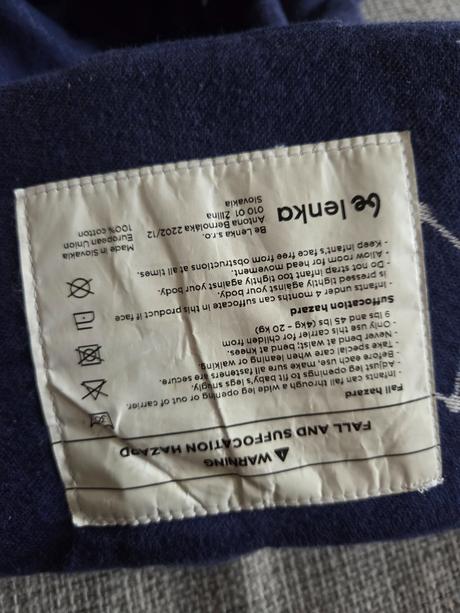 ⚠ WARNING
FALL AND SUFFOCATION HAZARD
Fall hazard
- Infants can fall through a wide leg opening or out of carrier.
- Adjust leg openings to fit baby's legs snugly.
- Before each use, make sure all fasteners are secure.
- Take special care when leaning or walking.
- Never bend at waist; bend at knees.
- Only use this carrier for children from
9 lbs and 45 lbs (4kg - 20 kg)
Suffocation hazard
- Infants under 4 months can suffocate in this product if face
is pressed tightly against your body.
- Do not strap infant too tightly against your body.
- Allow room for head movement.
- Keep infant's face free from obstructions at all times.
be lenka
Be Lenka s.r.o.
Antona Bernoláka 2202/12
010 01 Žilina
Slovakia
Made in Slovakia
European Union
100% cotton